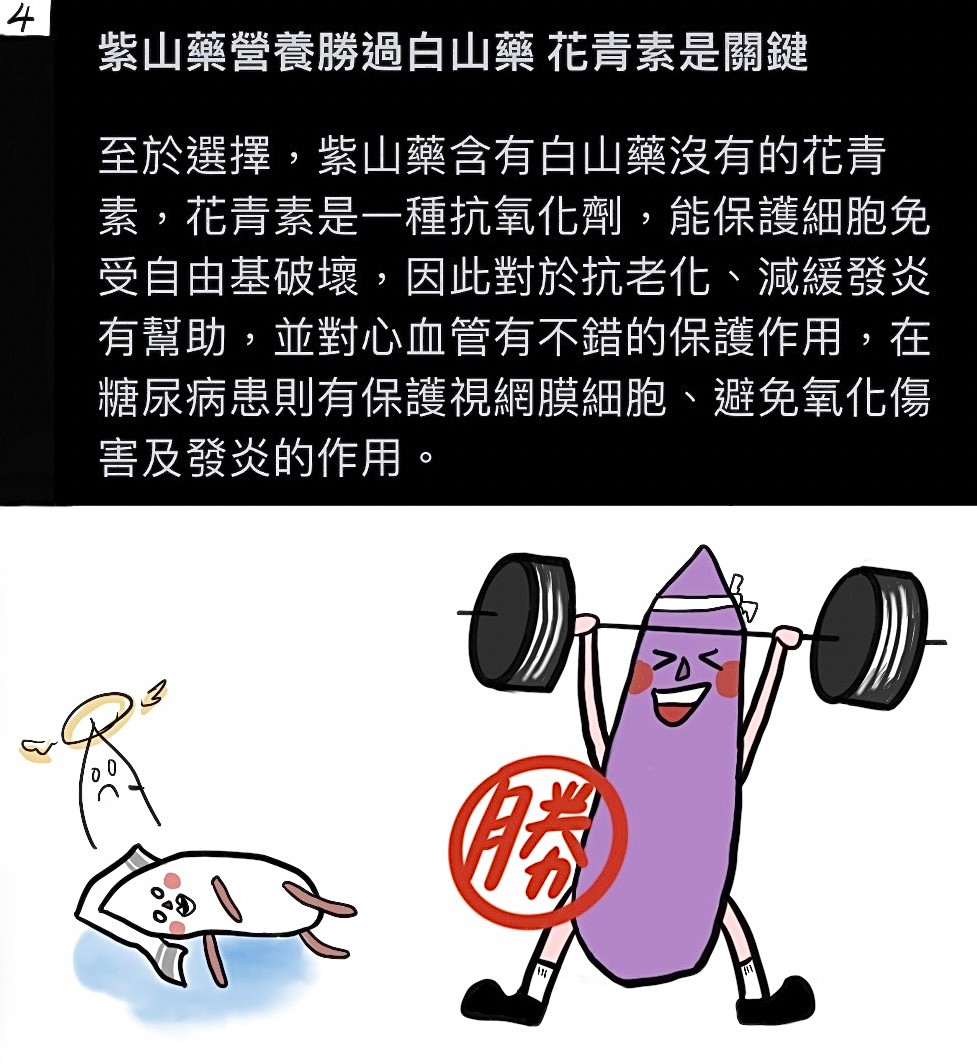 4
紫山藥營養勝過白山藥 花青素是關鍵
至於選擇，紫山藥含有白山藥沒有的花青
素，花青素是一種抗氧化劑，能保護細胞免
受自由基破壞，因此對於抗老化、減緩發炎
有幫助，並對心血管有不錯的保護作用，在
糖尿病患則有保護視網膜細胞、避免氧化傷
害及發炎的作用。
勝